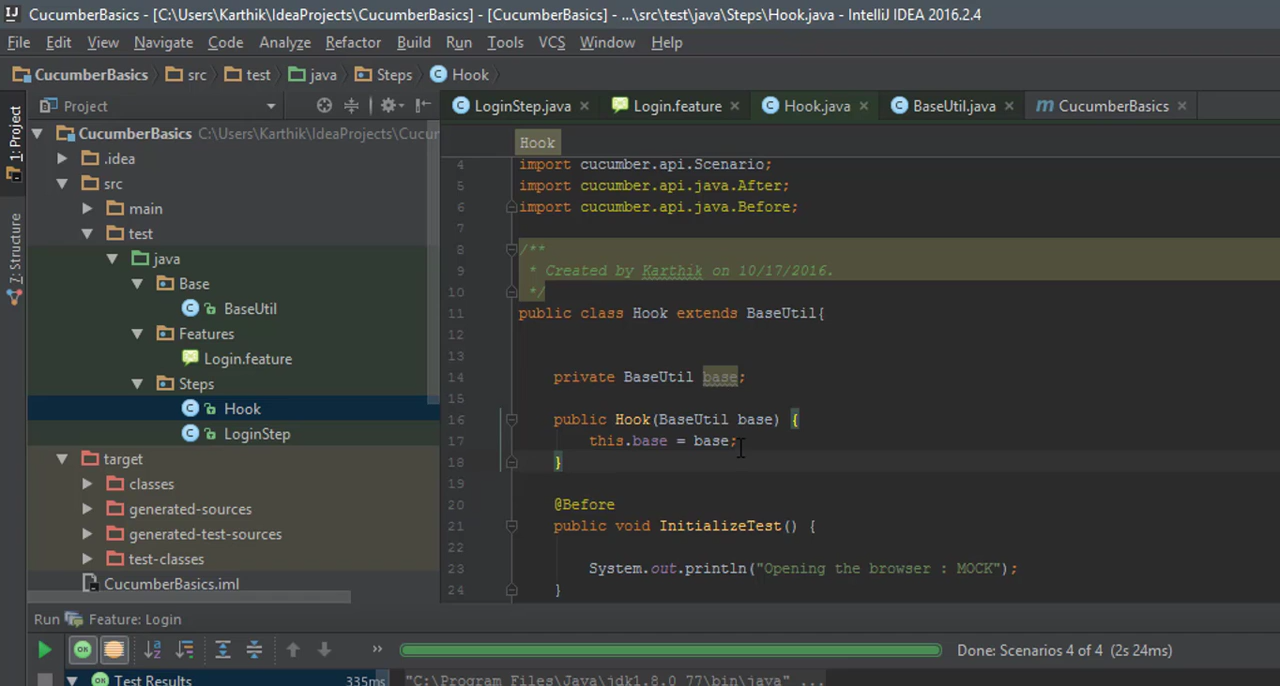 CucumberBasics - [C:\Users\Karthik\IdeaProjects\CucumberBasics] - [CucumberBasics] - ...\src\test\java\Steps\Hook.java - IntelliJ IDEA 2016.2.4
File Edit View Navigate Code Analyze Refactor Build Run Tools VCS Window Help
CucumberBasics src test java Steps Hook
1: Project
7: Structure
Project
CucumberBasics C:\Users\Karthik\IdeaProjects\Cucum
.idea
src
main
test
java
Base
BaseUtil
Features
Login.feature
Steps
Hook
LoginStep
target
classes
generated-sources
generated-test-sources
test-classes
CucumberBasics.iml
LoginStep.java Login.feature Hook.java BaseUtil.java CucumberBasics
Hook
4 import cucumber.api.Scenario;
5 import cucumber.api.java.After;
6 import cucumber.api.java.Before;
7
8 /**
9 * Created by Karthik on 10/17/2016.
10 */
11 public class Hook extends BaseUtil{
12
13
14 private BaseUtil base;
15
16 public Hook(BaseUtil base) {
17 this.base = base;
18 }
19
20 @Before
21 public void InitializeTest() {
22
23 System.out.println("Opening the browser : MOCK");
24 }
Run Feature: Login
Done: Scenarios 4 of 4 (2s 24ms)
Test Results 335ms
"C:\Program Files\Java\jdk1.8.0_77\bin\java" ...